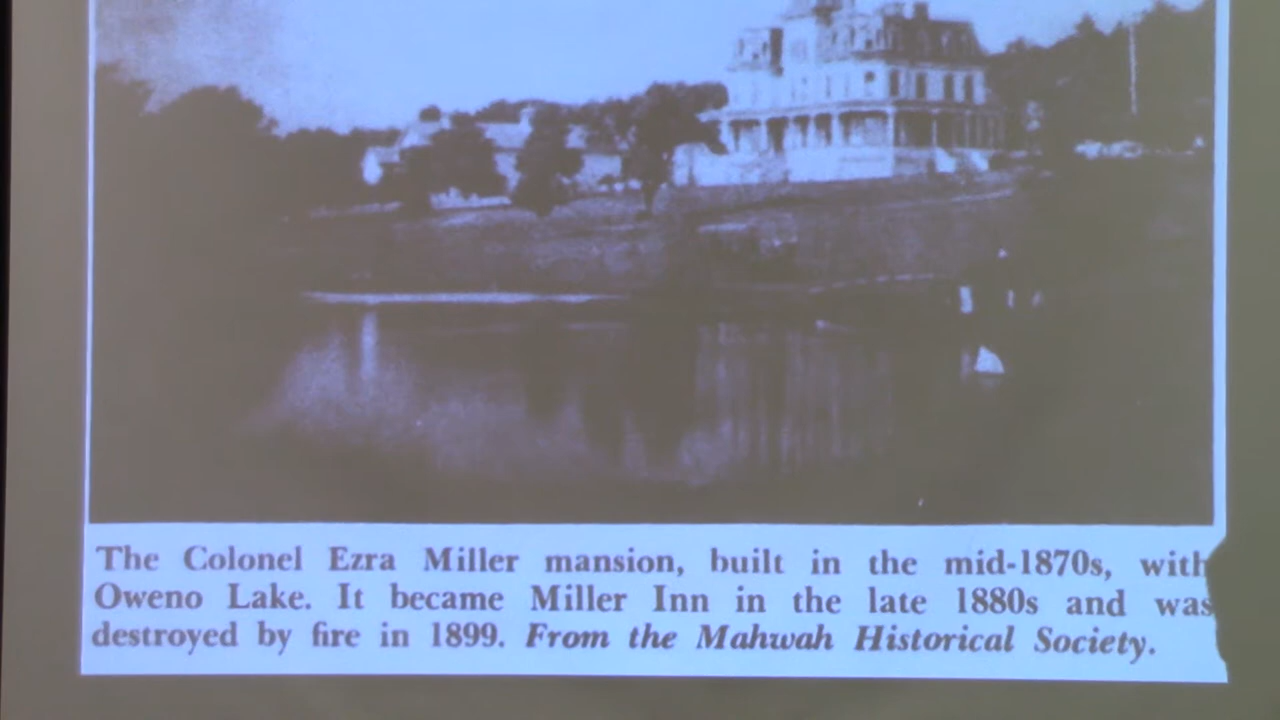 The Colonel Ezra Miller mansion, built in the mid-1870s, with
Oweno Lake. It became Miller Inn in the late 1880s and was
destroyed by fire in 1899. From the Mahwah Historical Society.